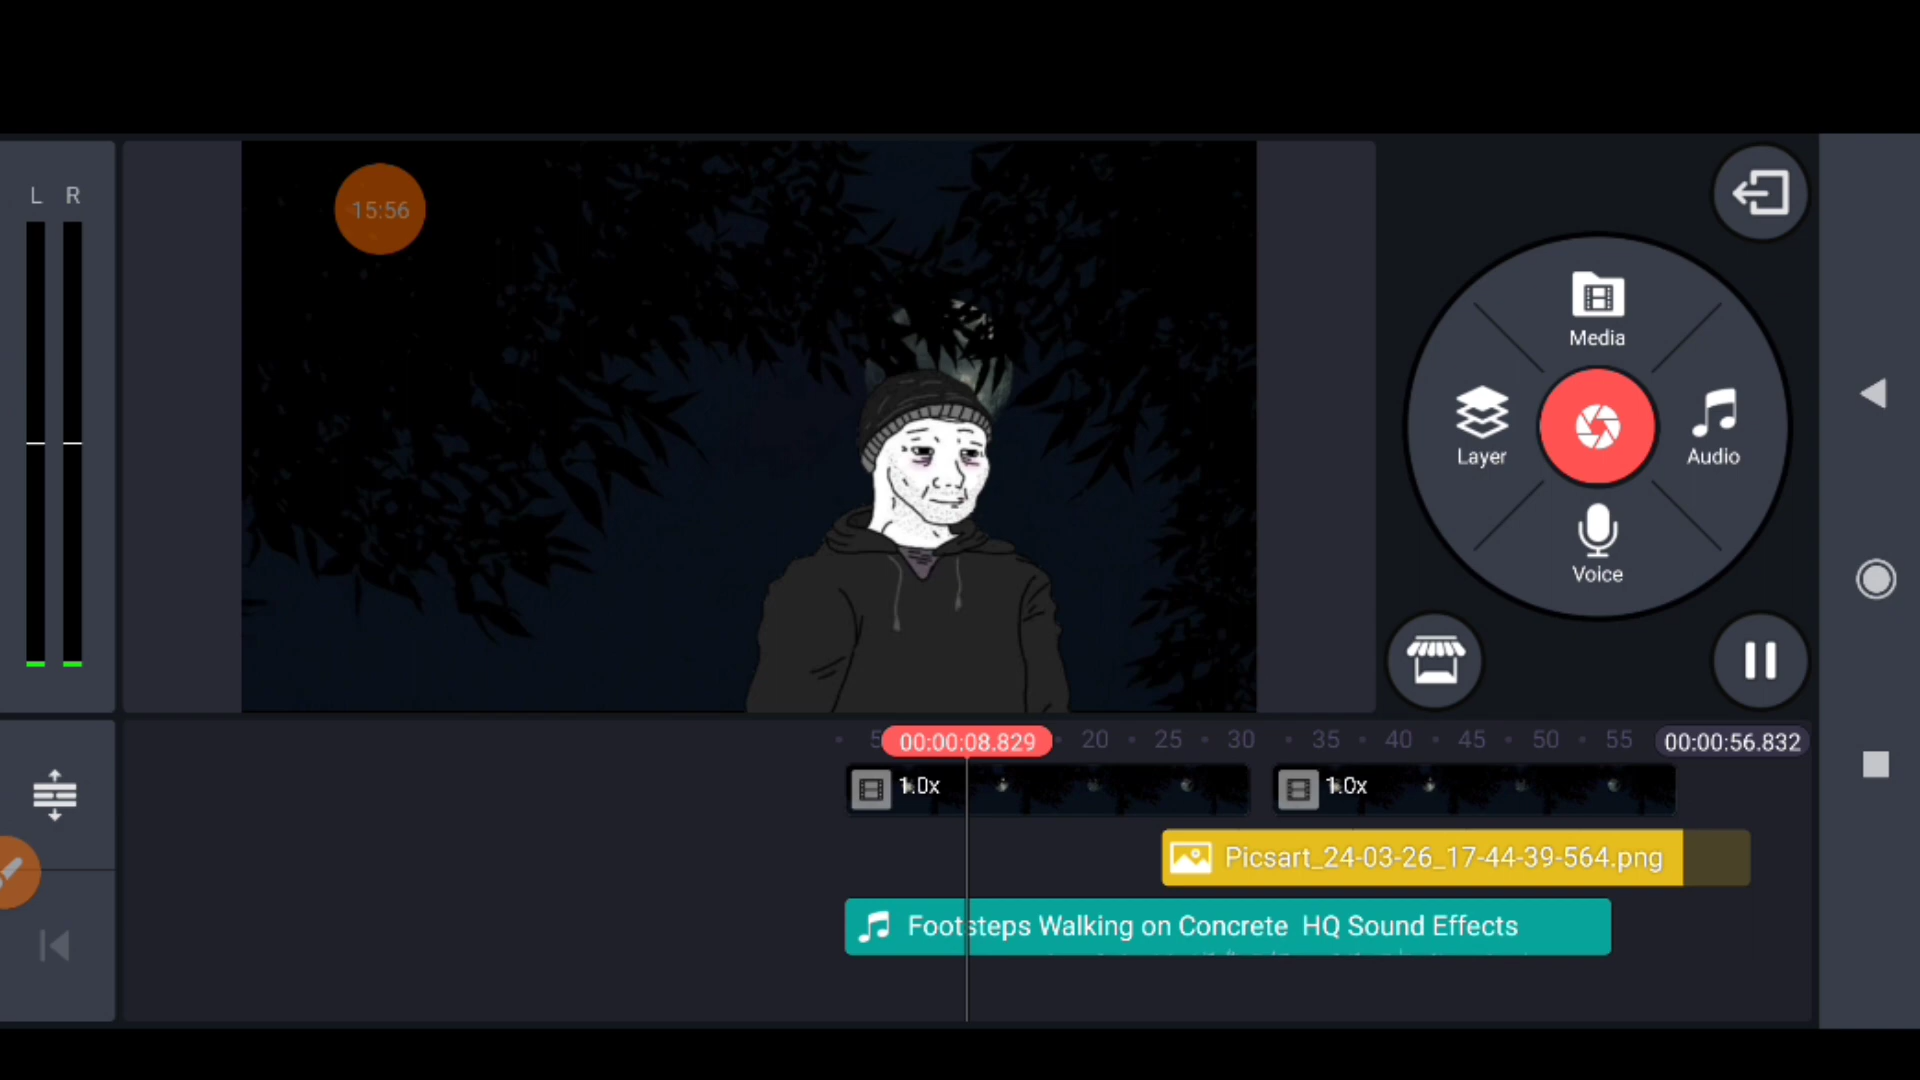 L R
15:56
Media
Layer
Audio
Voice
5 00:00:08.829 20 25 30 35 40 45 50 55 00:00:56.832
1.0x 1.0x
Picsart_24-03-26_17-44-39-564.png
Footsteps Walking on Concrete HQ Sound Effects